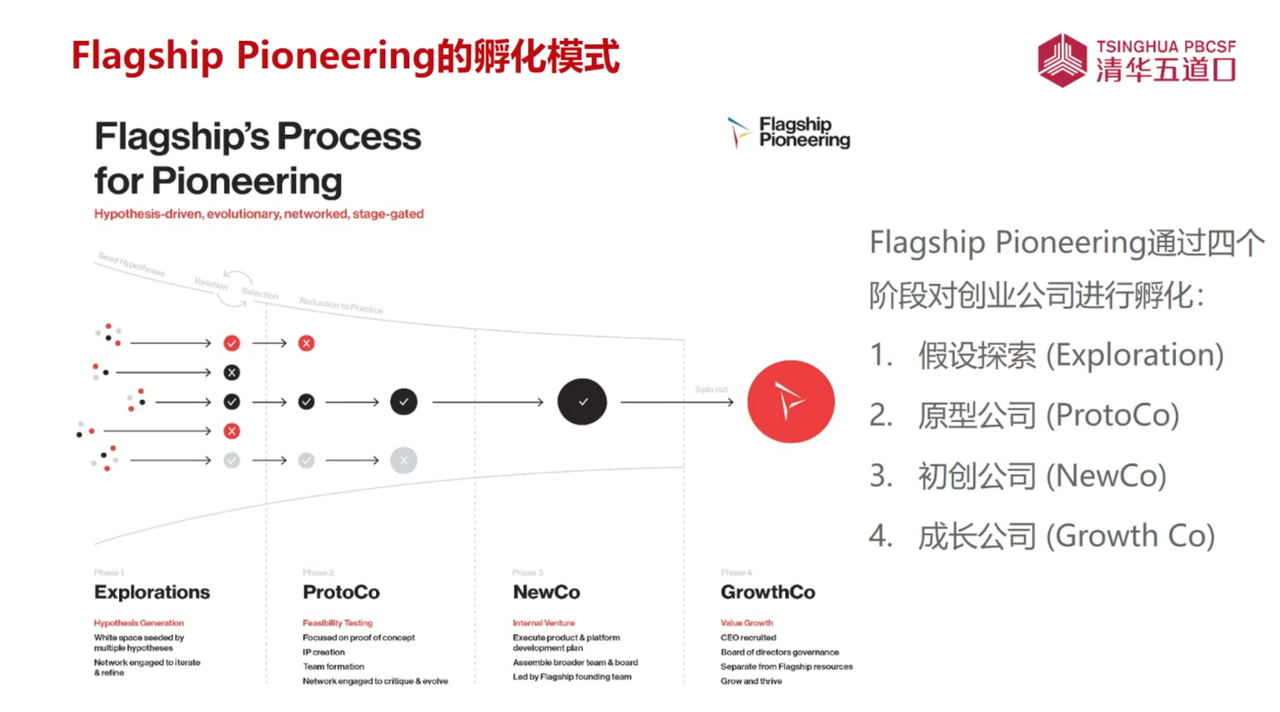 Flagship Pioneering的孵化模式
TSINGHUA PBCSF
清华五道口
Flagship's Process
for Pioneering
Hypothesis-driven, evolutionary, networked, stage-gated
Flagship
Pioneering
Seed Hypotheses
Variation
Selection
Reduction to Practice
Spin out
Phase 1
Explorations
Hypothesis Generation
White space seeded by
multiple hypotheses
Network engaged to iterate
& refine
Phase 2
ProtoCo
Feasibility Testing
Focused on proof of concept
IP creation
Team formation
Network engaged to critique & evolve
Phase 3
NewCo
Internal Venture
Execute product & platform
development plan
Assemble broader team & board
Led by Flagship founding team
Phase 4
GrowthCo
Value Growth
CEO recruited
Board of directors governance
Separate from Flagship resources
Grow and thrive
Flagship Pioneering通过四个
阶段对创业公司进行孵化：
1. 假设探索 (Exploration)
2. 原型公司 (ProtoCo)
3. 初创公司 (NewCo)
4. 成长公司 (Growth Co)